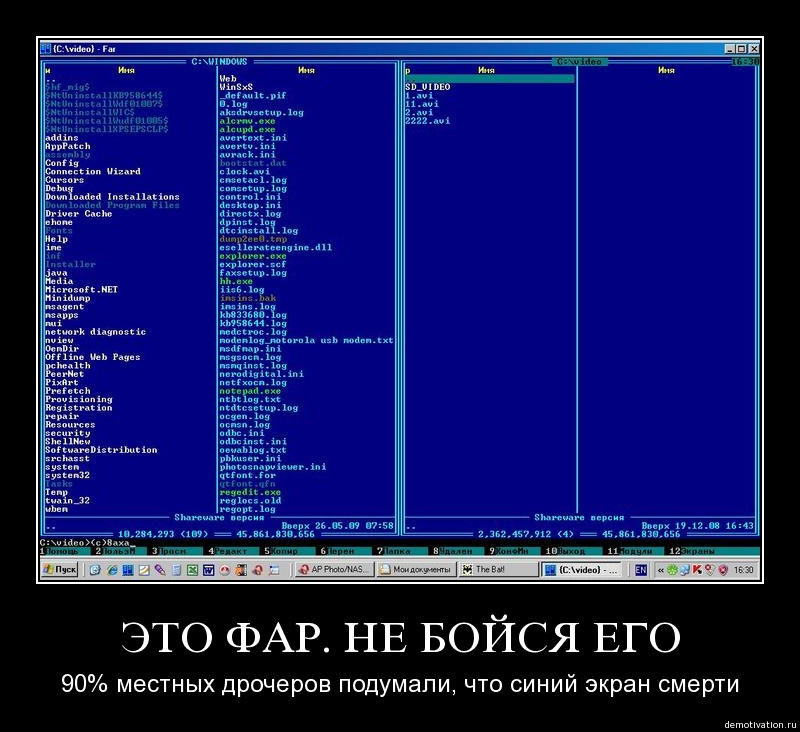 {C:\video} - Far
C:\WINDOWS
C:\video
16:30
и Имя Имя
р Имя Имя
..
$hf_mig$
$NtUninstallKB958644$
$NtUninstallWdf01007$
$NtUninstallWIC$
$NtUninstallWudf01005$
$NtUninstallXPSEPSCLP$
addins
AppPatch
assembly
Config
Connection Wizard
Cursors
Debug
Downloaded Installations
Downloaded Program Files
Driver Cache
ehome
Fonts
Help
ime
inf
Installer
java
Media
Microsoft.NET
Minidump
msagent
msapps
mui
network diagnostic
nview
OemDir
Offline Web Pages
pchealth
PeerNet
PixArt
Prefetch
Provisioning
Registration
repair
Resources
security
ShellNew
SoftwareDistribution
srchasst
system
system32
Tasks
Temp
twain_32
wbem
Web
WinSxS
_default.pif
0.log
aksdrvsetup.log
alcrmv.exe
alcupd.exe
avertext.ini
avertv.ini
avrack.ini
bootstat.dat
clock.avi
cmsetacl.log
comsetup.log
control.ini
desktop.ini
directx.log
dpinst.log
dtcinstall.log
dump2ee0.tmp
esellerateengine.dll
explorer.exe
explorer.scf
faxsetup.log
hh.exe
iis6.log
imsins.bak
imsins.log
kb833680.log
kb958644.log
medctroc.log
modemlog_motorola usb modem.txt
msdfmap.ini
msgsocm.log
msmqinst.log
nerodigital.ini
netfxocm.log
notepad.exe
ntbtlog.txt
ntdtcsetup.log
ocgen.log
ocmsn.log
odbc.ini
odbcinst.ini
oewablog.txt
pbkuser.ini
photosnapviewer.ini
qtfont.for
qtfont.qfn
regedit.exe
reglocs.old
regopt.log
..
SD_VIDEO
1.avi
11.avi
2.avi
2222.avi
Shareware версия
.. Вверх 26.05.09 07:58
10,284,293 (109) 45,861,830,656
Shareware версия
.. Вверх 19.12.08 16:43
2,362,457,912 (4) 45,861,830,656
C:\video>(c)8axa_
1Помощь 2ПользМ 3Просм 4Редакт 5Копир 6Перен 7Папка 8Удален 9КонфМн 10Выход 11Модули 12Экраны
Пуск AP Photo/NAS... Мои документы The Bat! {C:\video} - ... EN « 16:30
ЭТО ФАР. НЕ БОЙСЯ ЕГО
90% местных дрочеров подумали, что синий экран смерти
demotivation.ru